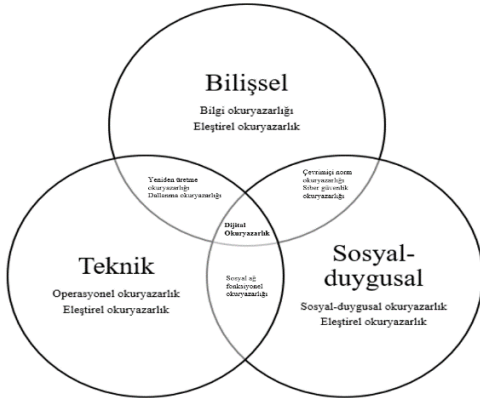 Bilişsel
Bilgi okuryazarlığı
Eleştirel okuryazarlık
Yeniden üretme
okuryazarlığı
Dallanma okuryazarlığı
Çevrimiçi norm
okuryazarlığı
Siber güvenlik
okuryazarlığı
Dijital
Okuryazarlık
Teknik
Operasyonel okuryazarlık
Eleştirel okuryazarlık
Sosyal ağ
fonksiyonel
okuryazarlığı
Sosyal-
duygusal
Sosyal-duygusal okuryazarlık
Eleştirel okuryazarlık